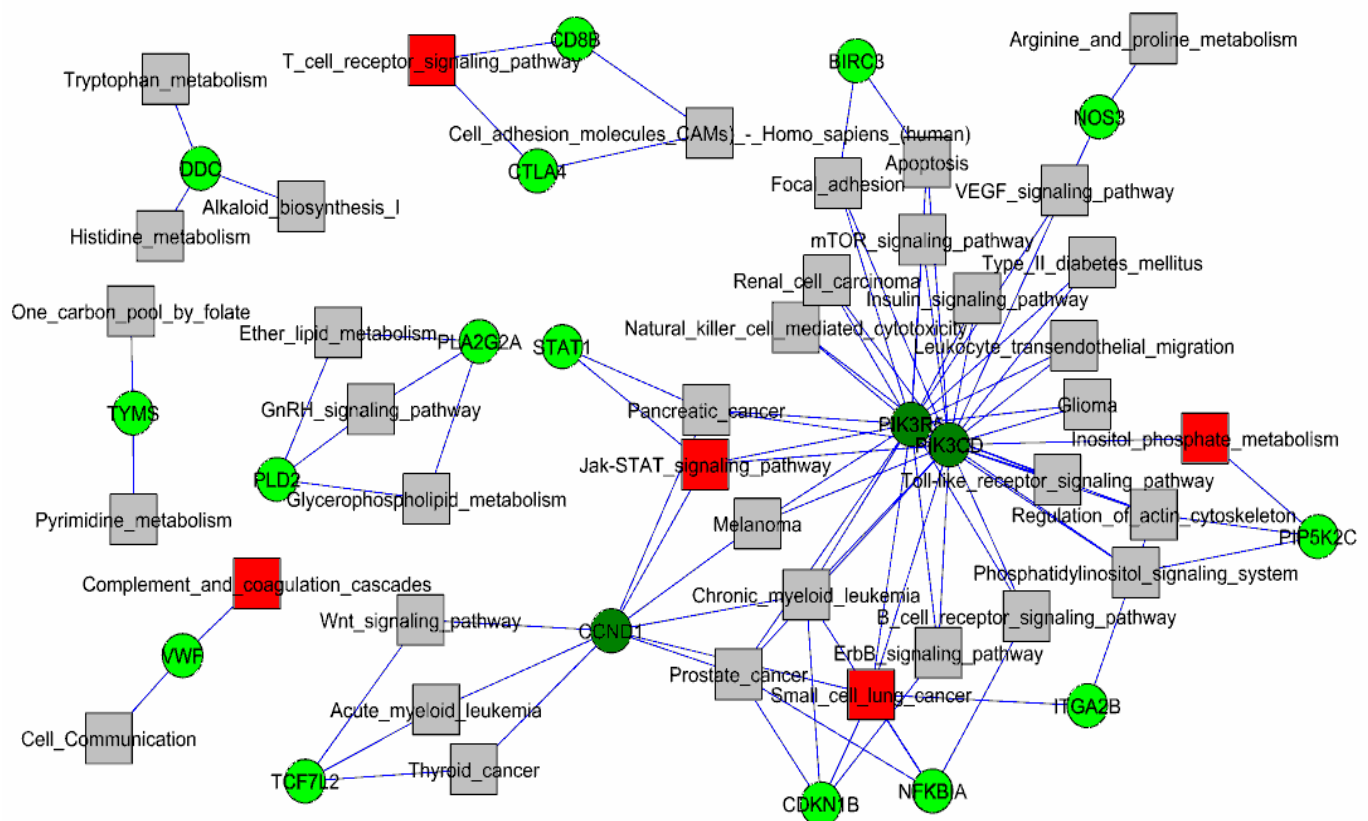 CD8B
Arginine_and_proline_metabolism
T_cell_receptor_signaling_pathway
BIRC3
Tryptophan_metabolism
NOS3
Cell_adhesion_molecules_CAMs)_-_Homo_sapiens_(human)
DDC
CTLA4
Apoptosis
Focal_adhesion
VEGF_signaling_pathway
Alkaloid_biosynthesis_I
Histidine_metabolism
mTOR_signaling_pathway
Type_II_diabetes_mellitus
Renal_cell_carcinoma
Insulin_signaling_pathway
One_carbon_pool_by_folate
Ether_lipid_metabolism
PLA2G2A
STAT1
Natural_killer_cell_mediated_cytotoxicity
Leukocyte_transendothelial_migration
TYMS
GnRH_signaling_pathway
Pancreatic_cancer
Glioma
PIK3CD
Inositol_phosphate_metabolism
Jak-STAT_signaling_pathway
PLD2
Toll-like_receptor_signaling_pathway
Glycerophospholipid_metabolism
Pyrimidine_metabolism
Melanoma
Regulation_of_actin_cytoskeleton
PIP5K2C
Complement_and_coagulation_cascades
Phosphatidylinositol_signaling_system
Chronic_myeloid_leukemia
Wnt_signaling_pathway
CCND1
B_cell_receptor_signaling_pathway
VWF
ErbB_signaling_pathway
Prostate_cancer
Small_cell_lung_cancer
Acute_myeloid_leukemia
ITGA2B
Cell_Communication
Thyroid_cancer
TCF7L2
NFKBIA
CDKN1B